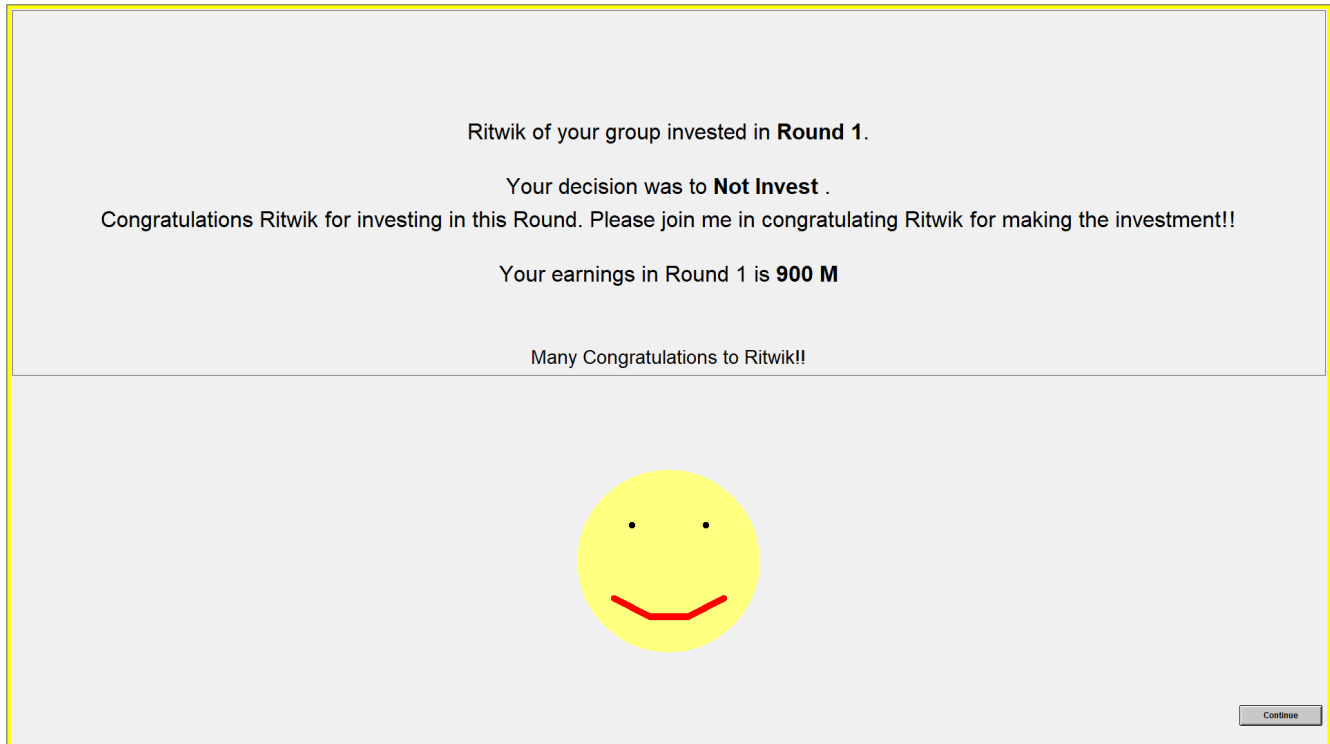 Ritwik of your group invested in Round 1.
Your decision was to Not Invest .
Congratulations Ritwik for investing in this Round. Please join me in congratulating Ritwik for making the investment!!
Your earnings in Round 1 is 900 M
Many Congratulations to Ritwik!!
Continue